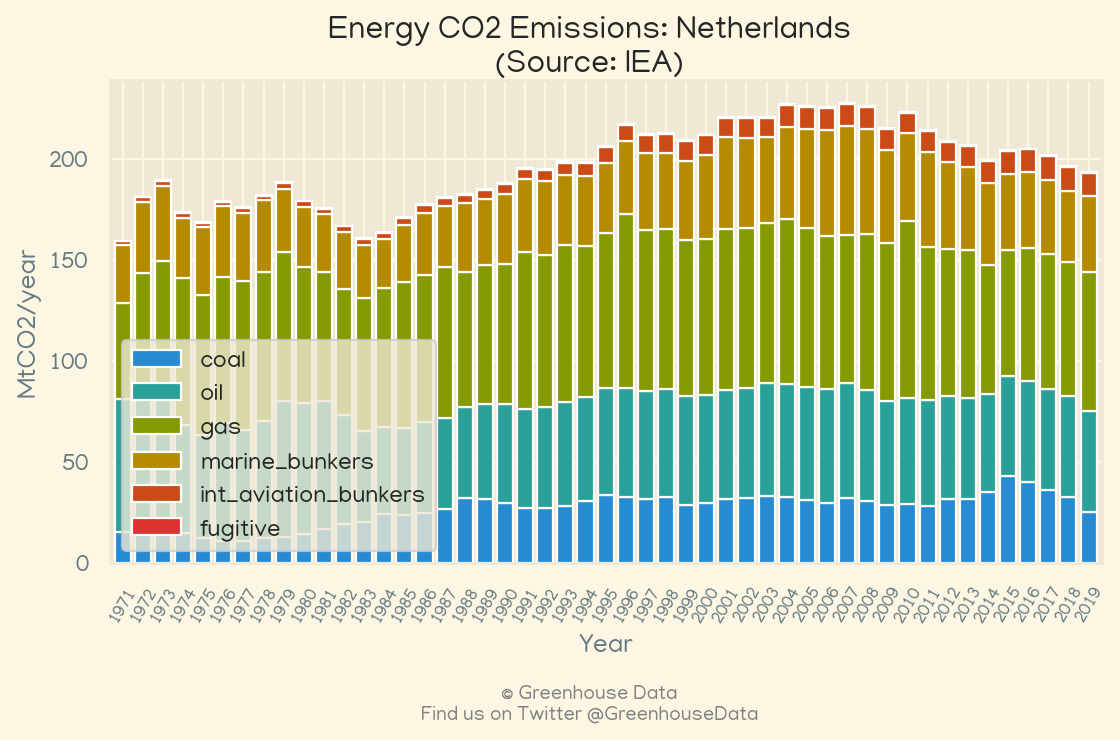 Energy CO2 Emissions: Netherlands
(Source: IEA)
MtCO2/year
200
150
100
50
0
coal
oil
gas
marine_bunkers
int_aviation_bunkers
fugitive
1971 1972 1973 1974 1975 1976 1977 1978 1979 1980 1981 1982 1983 1984 1985 1986 1987 1988 1989 1990 1991 1992 1993 1994 1995 1996 1997 1998 1999 2000 2001 2002 2003 2004 2005 2006 2007 2008 2009 2010 2011 2012 2013 2014 2015 2016 2017 2018 2019
Year
© Greenhouse Data
Find us on Twitter @GreenhouseData